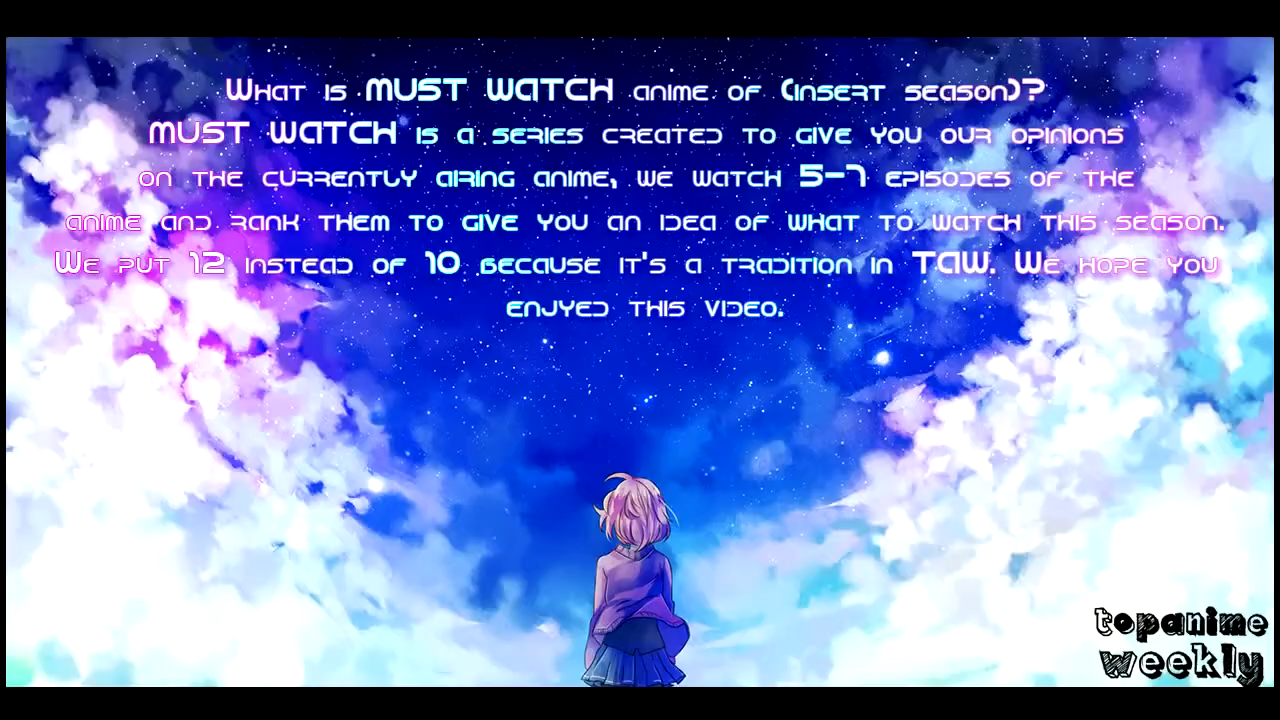 What is MUST WATCH anime of (insert season)?
MUST WATCH is a series created to give you our opinions
on the currently airing anime, we watch 5-7 episodes of the
anime and rank them to give you an idea of what to watch this season.
We put 12 instead of 10 because it's a tradition in TAW. We hope you
enjyed this video.
topanime
weekly